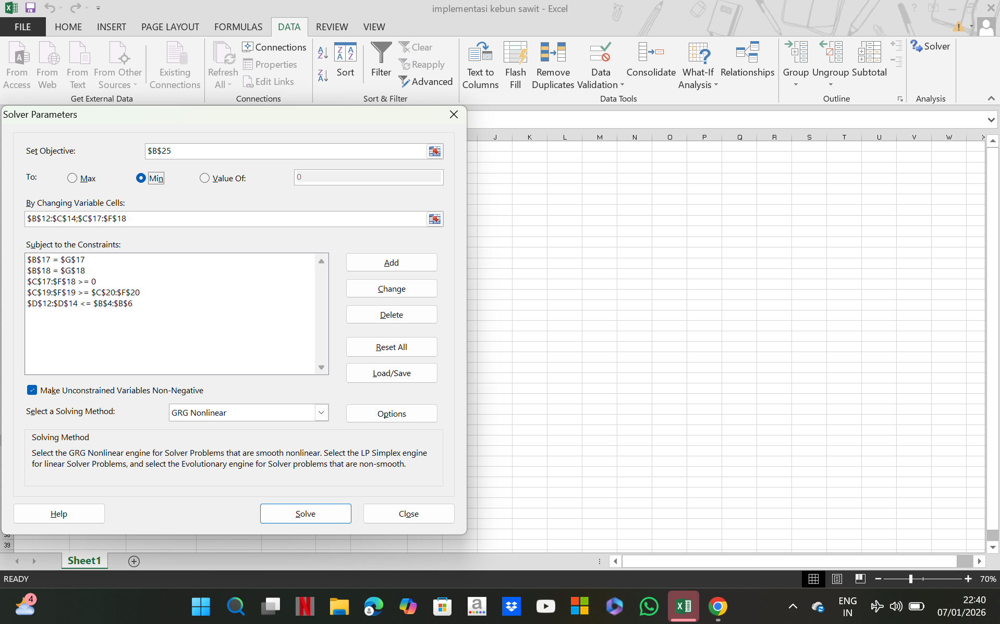 implementasi kebun sawit - Excel
FILE HOME INSERT PAGE LAYOUT FORMULAS DATA REVIEW VIEW
From Access
From Web
From Text
From Other Sources
Existing Connections
Get External Data
Refresh All
Connections
Properties
Edit Links
Connections
Sort
Filter
Clear
Reapply
Advanced
Sort & Filter
Text to Columns
Flash Fill
Remove Duplicates
Data Validation
Consolidate
What-If Analysis
Relationships
Data Tools
Group
Ungroup
Subtotal
Outline
Solver
Analysis
J K L M N O P Q R S T U V W
Solver Parameters
Set Objective: $B$25
To: Max Min Value Of: 0
By Changing Variable Cells:
$B$12:$C$14;$C$17:$F$18
Subject to the Constraints:
$B$17 = $G$17
$B$18 = $G$18
$C$17:$F$18 >= 0
$C$19:$F$19 >= $C$20:$F$20
$D$12:$D$14 <= $B$4:$B$6
Add
Change
Delete
Reset All
Load/Save
Make Unconstrained Variables Non-Negative
Select a Solving Method: GRG Nonlinear
Options
Solving Method
Select the GRG Nonlinear engine for Solver Problems that are smooth nonlinear. Select the LP Simplex engine
for linear Solver Problems, and select the Evolutionary engine for Solver problems that are non-smooth.
Help Solve Close
39
Sheet1
READY
70%
4
ENG
IN
22:40
07/01/2026